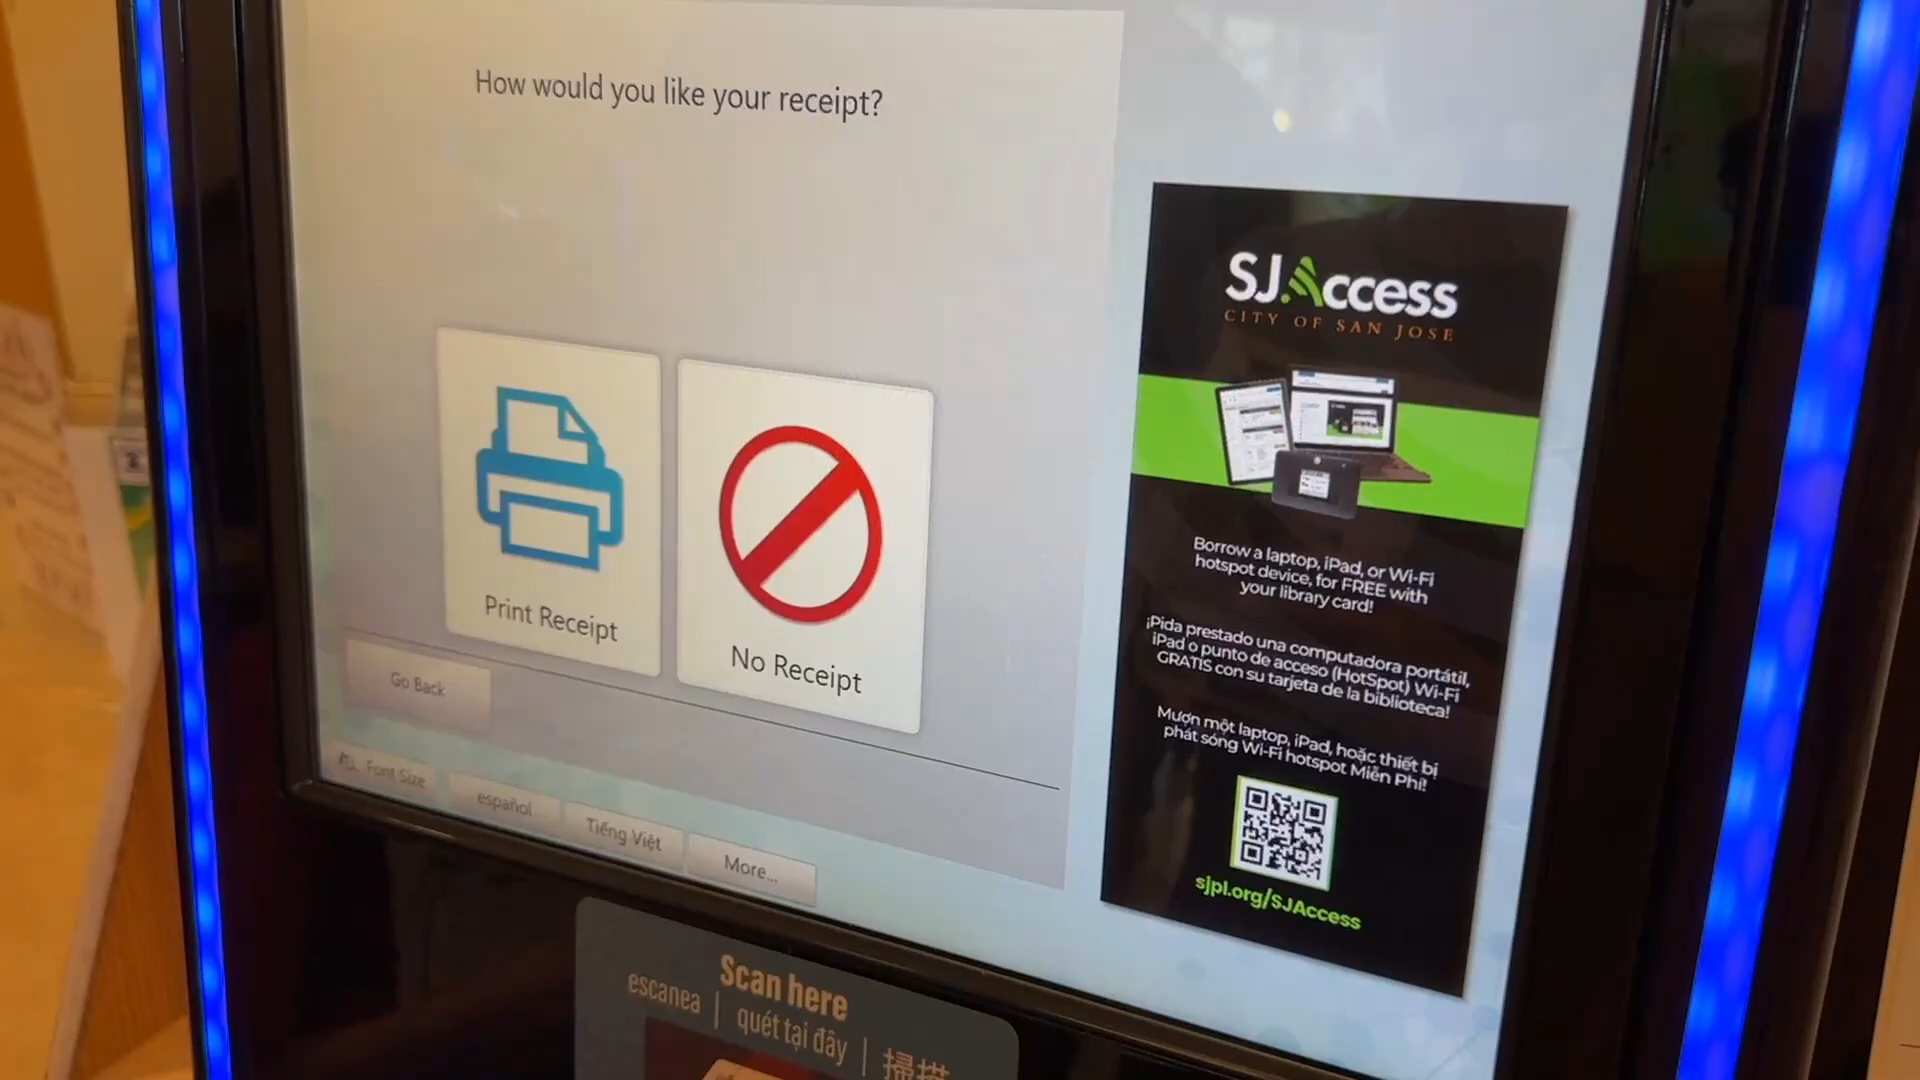 How would you like your receipt?
Print Receipt
No Receipt
Go Back
Font Size
español
Tiếng Việt
More...
SJAccess
CITY OF SAN JOSE
Borrow a laptop, iPad, or Wi-Fi
hotspot device, for FREE with
your library card!
¡Pida prestado una computadora portátil,
iPad o punto de acceso (HotSpot) Wi-Fi
GRATIS con su tarjeta de la biblioteca!
Mượn một laptop, iPad, hoặc thiết bị
phát sóng Wi-Fi hotspot Miễn Phí!
sjpl.org/SJAccess
Scan here
escanea | quét tại đây | 掃描